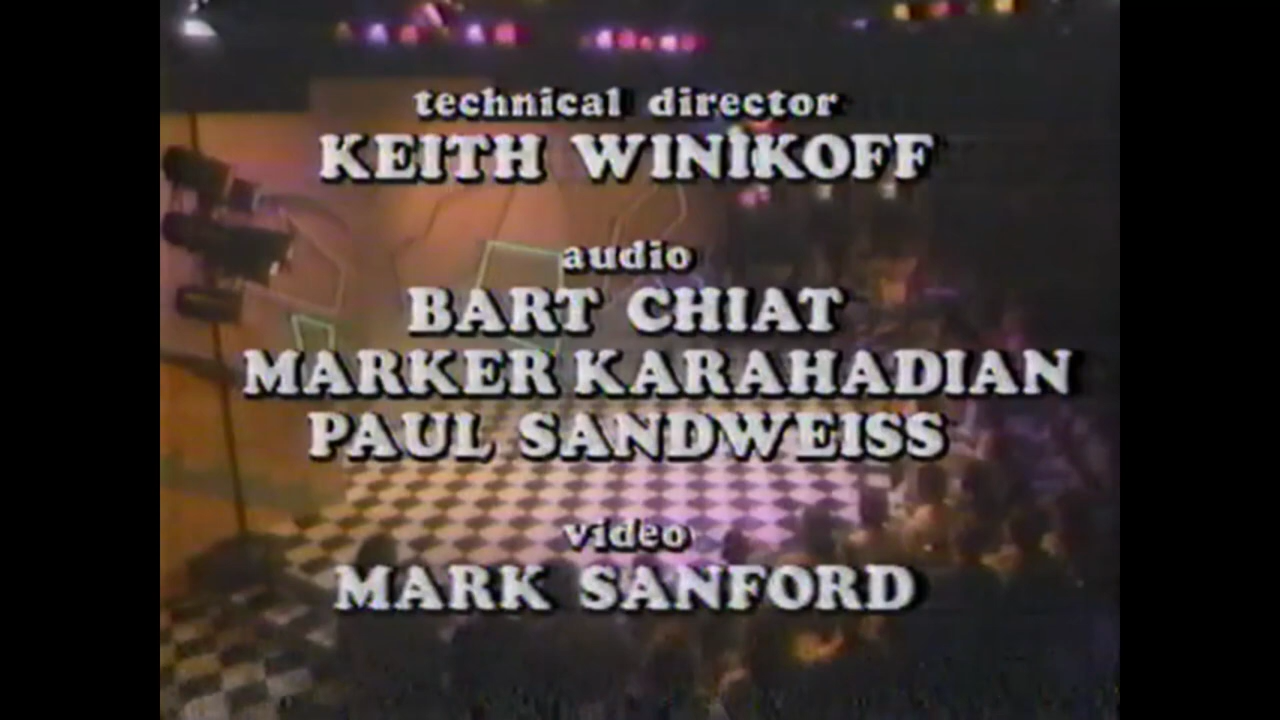 technical director
KEITH WINIKOFF
audio
BART CHIAT
MARKER KARAHADIAN
PAUL SANDWEISS
video
MARK SANFORD